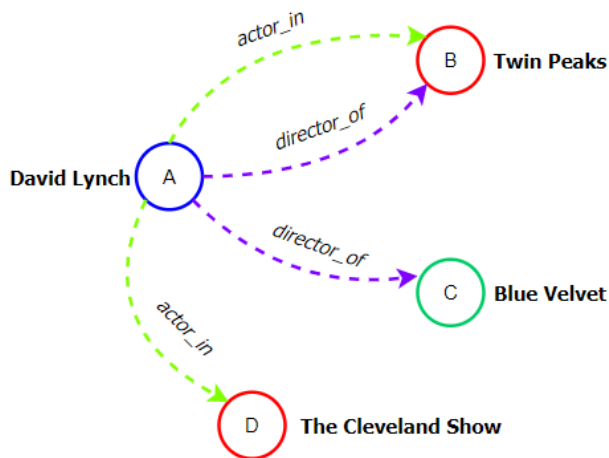 actor_in
B
Twin Peaks
director_of
David Lynch
A
director_of
C
Blue Velvet
actor_in
D
The Cleveland Show